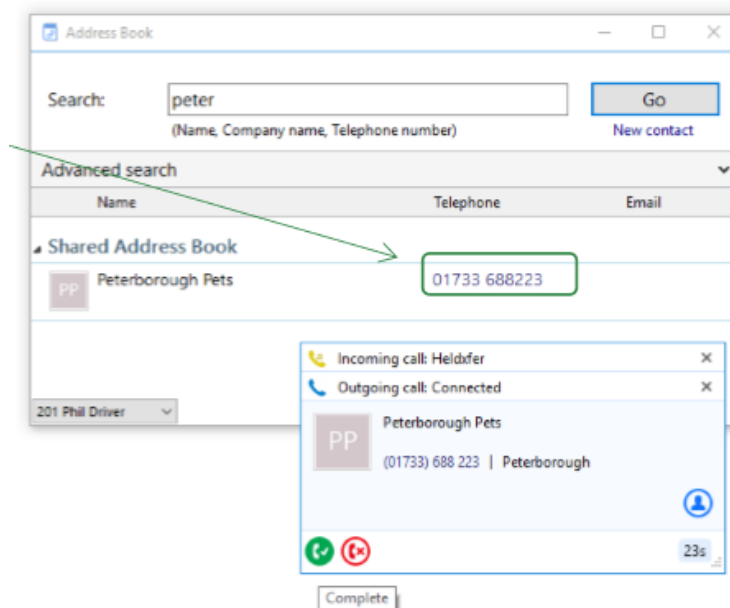 Address Book
Search: peter Go
(Name, Company name, Telephone number) New contact
Advanced search
Name Telephone Email
Shared Address Book
PP Peterborough Pets 01733 688223
Incoming call: Heldxfer
Outgoing call: Connected
201 Phil Driver
Peterborough Pets
PP
(01733) 688 223 | Peterborough
23s
Complete